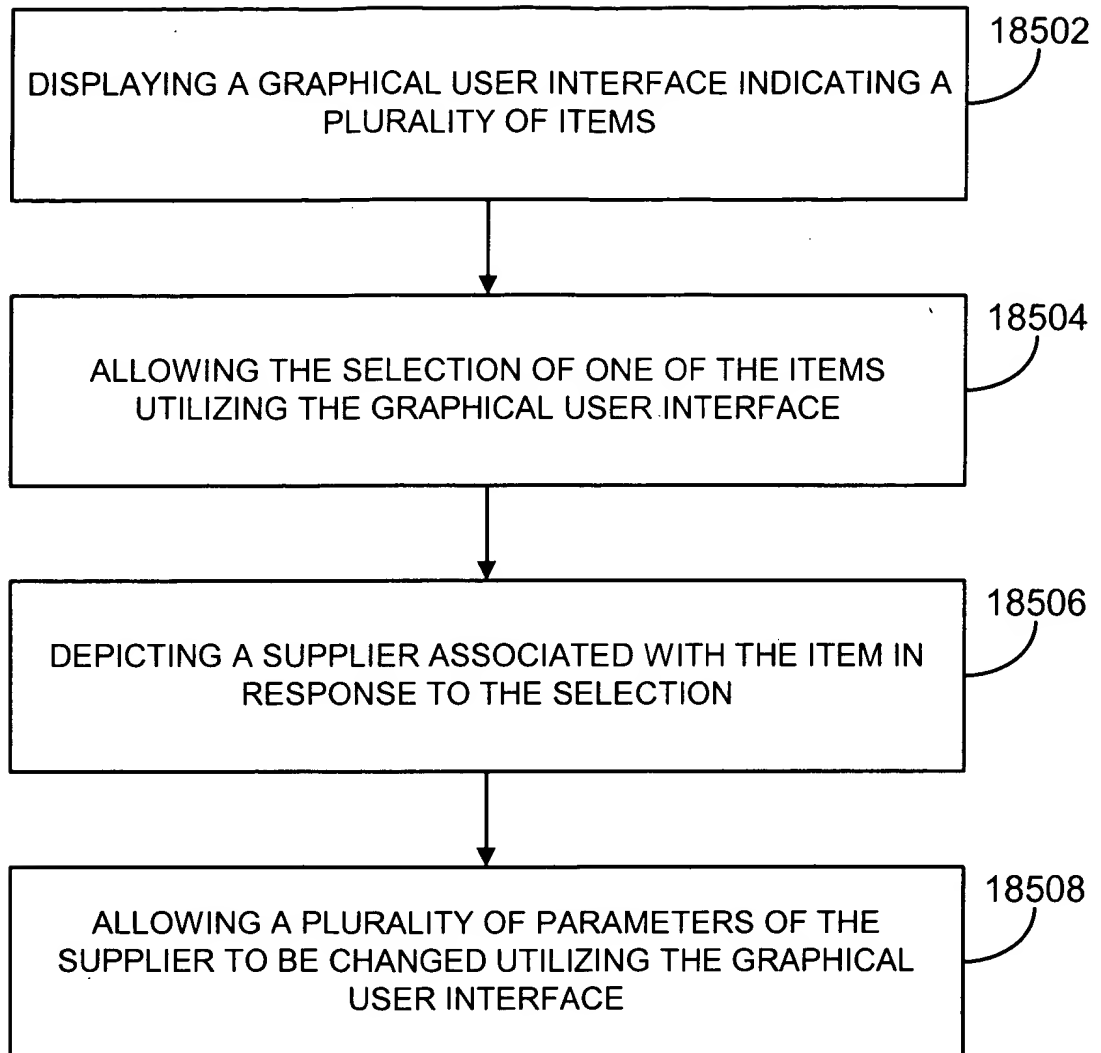 18502
DISPLAYING A GRAPHICAL USER INTERFACE INDICATING A
PLURALITY OF ITEMS
18504
ALLOWING THE SELECTION OF ONE OF THE ITEMS
UTILIZING THE GRAPHICAL USER INTERFACE
18506
DEPICTING A SUPPLIER ASSOCIATED WITH THE ITEM IN
RESPONSE TO THE SELECTION
18508
ALLOWING A PLURALITY OF PARAMETERS OF THE
SUPPLIER TO BE CHANGED UTILIZING THE GRAPHICAL
USER INTERFACE